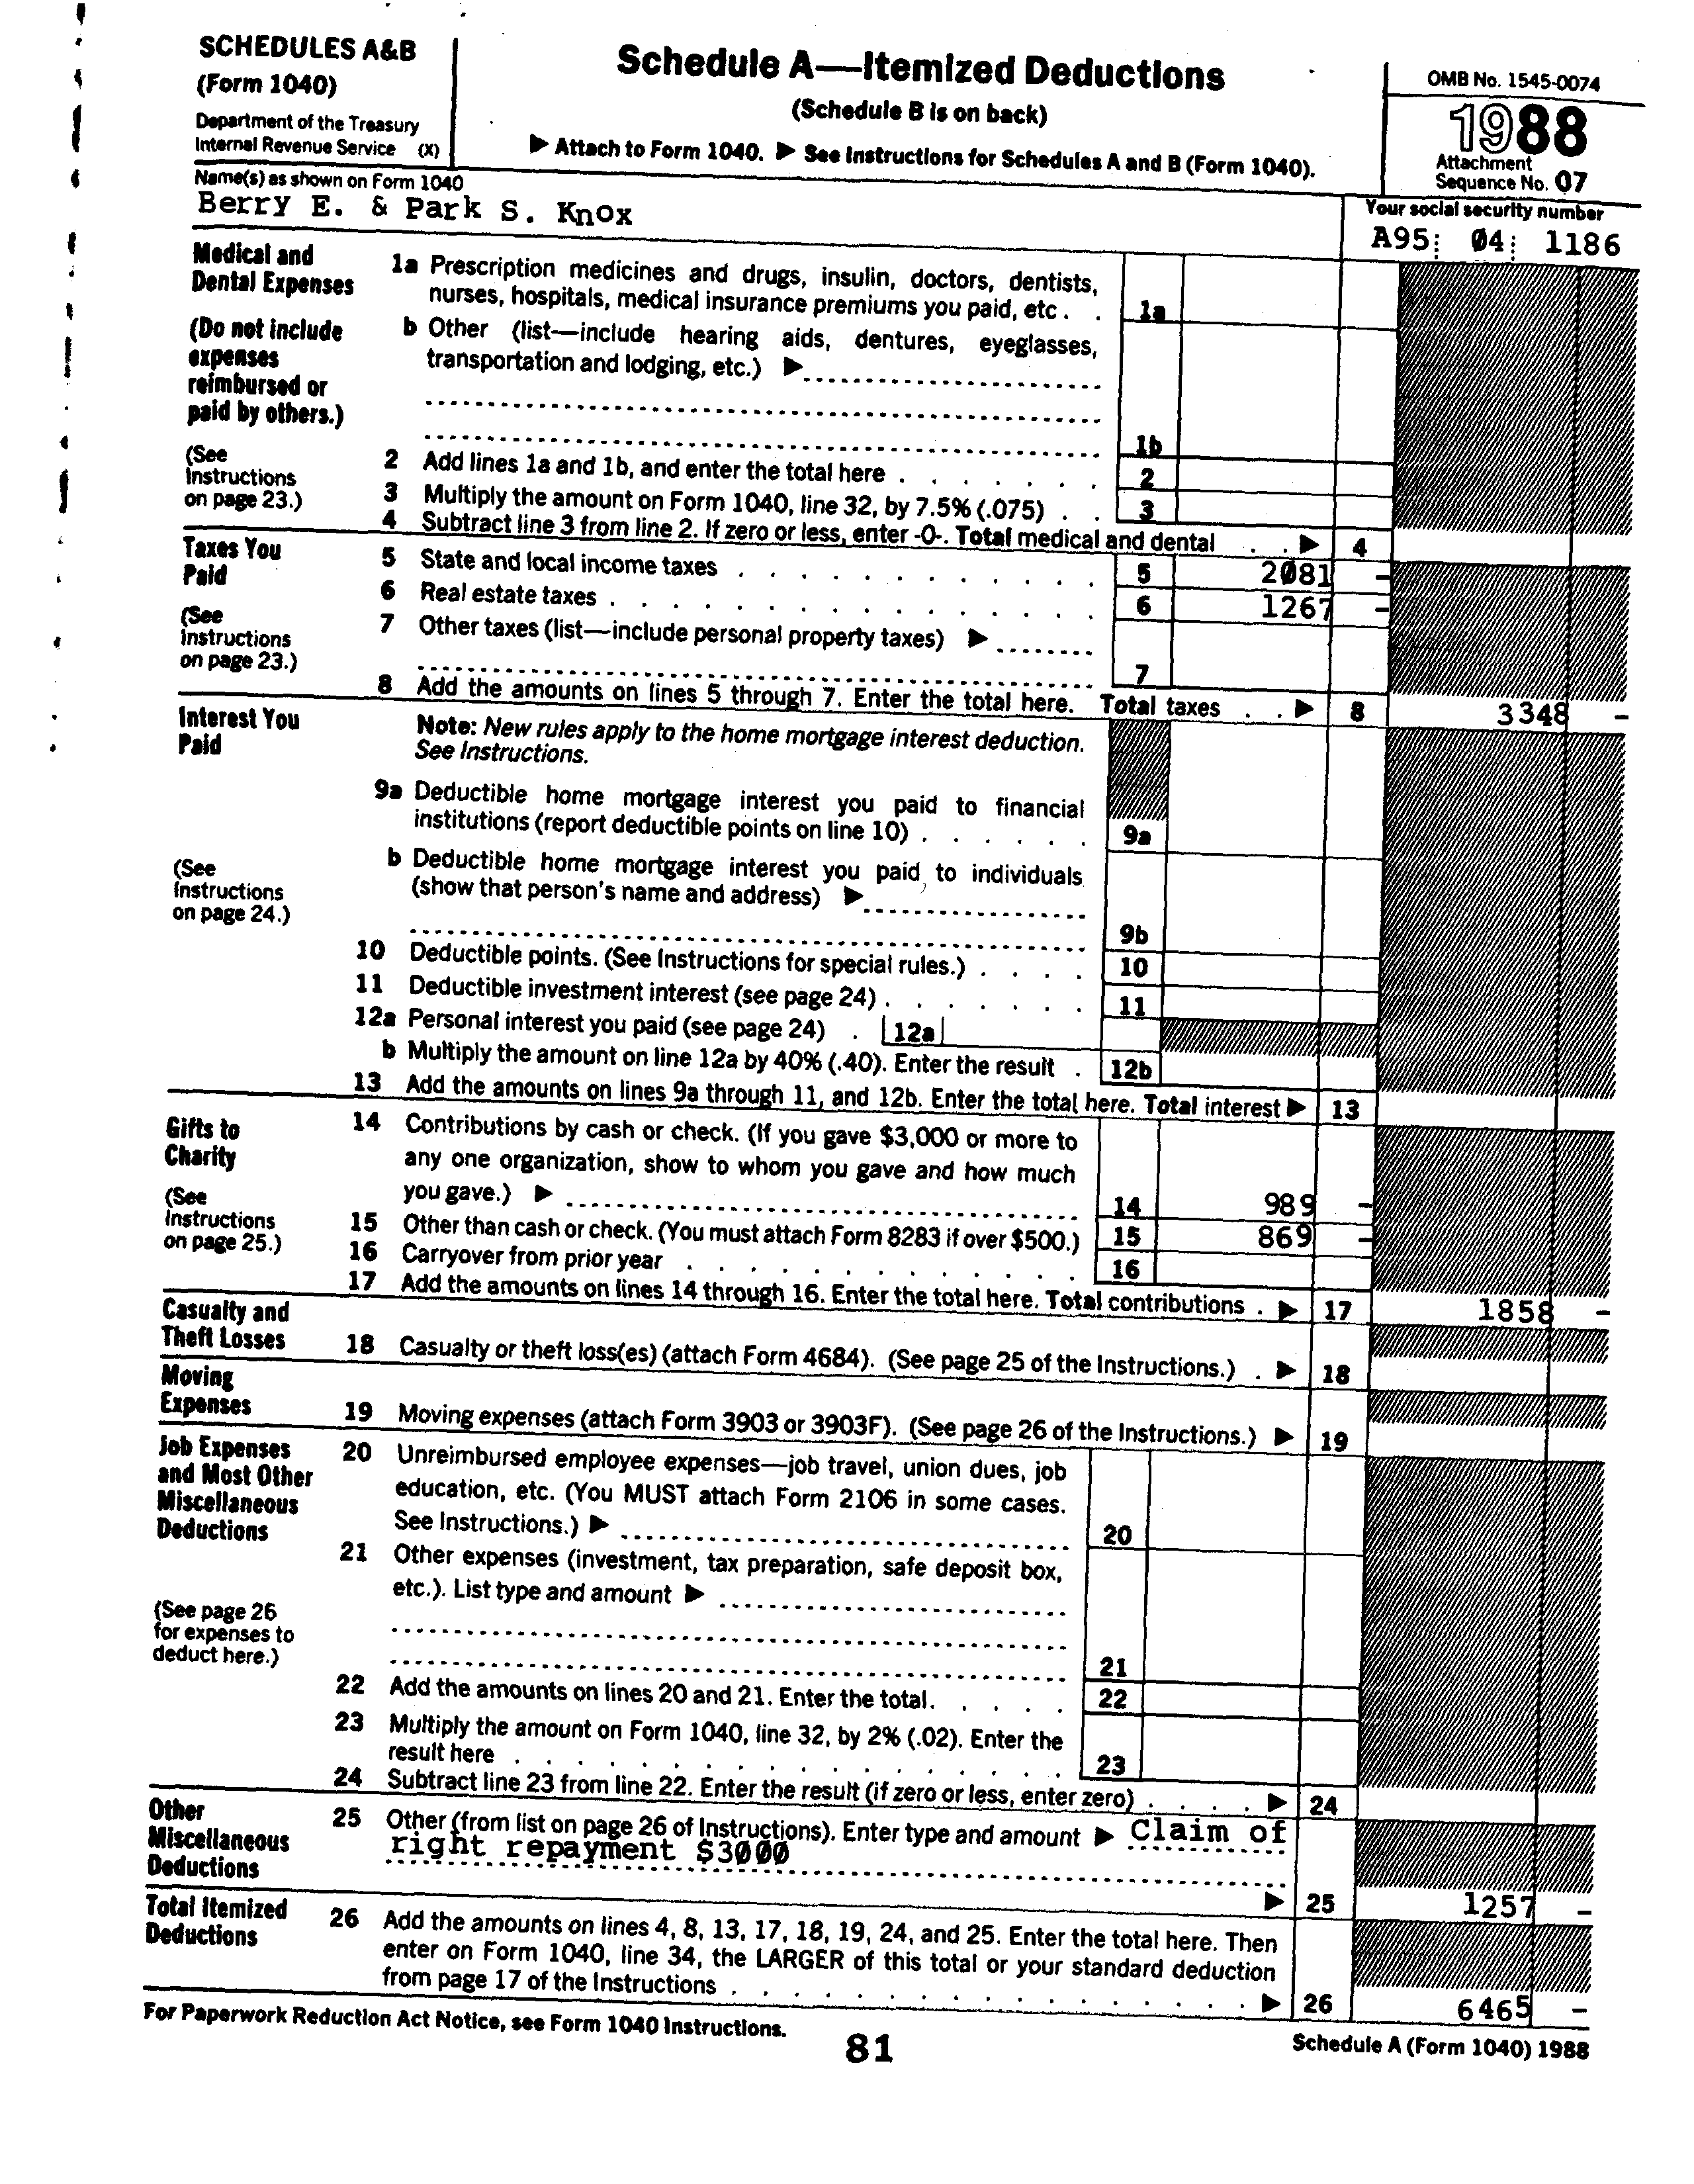 SCHEDULES A&B
(Form 1040)
Department of the Treasury
Internal Revenue Service (X)
Schedule A—Itemized Deductions
(Schedule B is on back)
▶ Attach to Form 1040. ▶ See Instructions for Schedules A and B (Form 1040).
OMB No. 1545-0074
1988
Attachment
Sequence No. 07
Name(s) as shown on Form 1040
Berry E. & Park S. Knox
Your social security number
A95 04 1186
Medical and
Dental Expenses
(Do not include
expenses
reimbursed or
paid by others.)
(See
Instructions
on page 23.)
1a Prescription medicines and drugs, insulin, doctors, dentists,
nurses, hospitals, medical insurance premiums you paid, etc . . 1a
b Other (list—include hearing aids, dentures, eyeglasses,
transportation and lodging, etc.) ▶
1b
2 Add lines 1a and 1b, and enter the total here . . . . . . . 2
3 Multiply the amount on Form 1040, line 32, by 7.5% (.075) . . 3
4 Subtract line 3 from line 2. If zero or less, enter -0-. Total medical and dental . . ▶ 4
Taxes You
Paid
(See
Instructions
on page 23.)
5 State and local income taxes . . . . . . . . . . . . 5 2081 -
6 Real estate taxes . . . . . . . . . . . . . . . . 6 1267 -
7 Other taxes (list—include personal property taxes) ▶
7
8 Add the amounts on lines 5 through 7. Enter the total here. Total taxes . . ▶ 8 3348 -
Interest You
Paid
(See
Instructions
on page 24.)
Note: New rules apply to the home mortgage interest deduction.
See Instructions.
9a Deductible home mortgage interest you paid to financial
institutions (report deductible points on line 10) . . . . . . 9a
b Deductible home mortgage interest you paid to individuals
(show that person's name and address) ▶
9b
10 Deductible points. (See Instructions for special rules.) . . . . 10
11 Deductible investment interest (see page 24) . . . . . . . 11
12a Personal interest you paid (see page 24) . 12a
b Multiply the amount on line 12a by 40% (.40). Enter the result . 12b
13 Add the amounts on lines 9a through 11, and 12b. Enter the total here. Total interest ▶ 13
Gifts to
Charity
(See
Instructions
on page 25.)
14 Contributions by cash or check. (If you gave $3,000 or more to
any one organization, show to whom you gave and how much
you gave.) ▶ 14 989 -
15 Other than cash or check. (You must attach Form 8283 if over $500.) 15 869 -
16 Carryover from prior year . . . . . . . . . . . . . 16
17 Add the amounts on lines 14 through 16. Enter the total here. Total contributions . ▶ 17 1858 -
Casualty and
Theft Losses
18 Casualty or theft loss(es) (attach Form 4684). (See page 25 of the Instructions.) . ▶ 18
Moving
Expenses
19 Moving expenses (attach Form 3903 or 3903F). (See page 26 of the Instructions.) ▶ 19
Job Expenses
and Most Other
Miscellaneous
Deductions
(See page 26
for expenses to
deduct here.)
20 Unreimbursed employee expenses—job travel, union dues, job
education, etc. (You MUST attach Form 2106 in some cases.
See Instructions.) ▶ 20
21 Other expenses (investment, tax preparation, safe deposit box,
etc.). List type and amount ▶
21
22 Add the amounts on lines 20 and 21. Enter the total. . . . . . 22
23 Multiply the amount on Form 1040, line 32, by 2% (.02). Enter the
result here . . . . . . . . . . . . . . . . . . 23
24 Subtract line 23 from line 22. Enter the result (if zero or less, enter zero) . . . . . ▶ 24
Other
Miscellaneous
Deductions
25 Other (from list on page 26 of Instructions). Enter type and amount ▶ Claim of
right repayment $3000
▶ 25 1257 -
Total Itemized
Deductions
26 Add the amounts on lines 4, 8, 13, 17, 18, 19, 24, and 25. Enter the total here. Then
enter on Form 1040, line 34, the LARGER of this total or your standard deduction
from page 17 of the Instructions . . . . . . . . . . . . . . . . ▶ 26 6465 -
For Paperwork Reduction Act Notice, see Form 1040 Instructions.
81
Schedule A (Form 1040) 1988